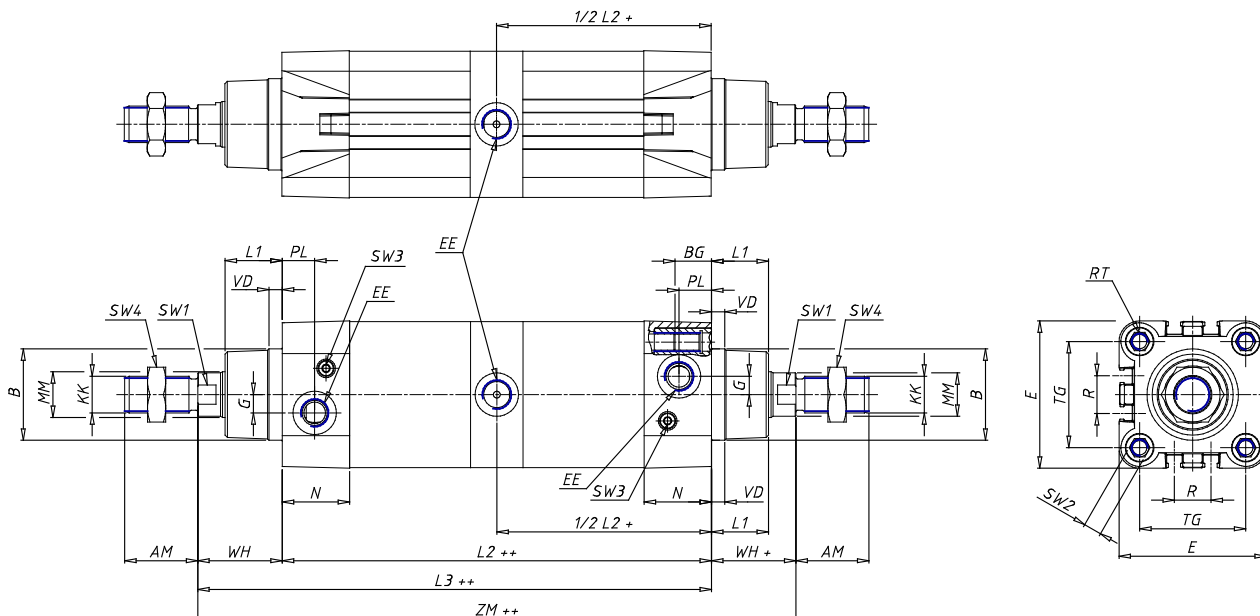 1/2 L2 +
EE
L1
PL
SW3
BG
L1
VD
EE
PL
VD
RT
SW4
SW1
SW1
SW4
B
MM
KK
G
G
KK
MM
B
E
TG
R
EE
SW3
N
N
VD
SW2
R
1/2 L2 +
L1
TG
AM
WH
L2 ++
WH +
AM
E
L3 ++
ZM ++